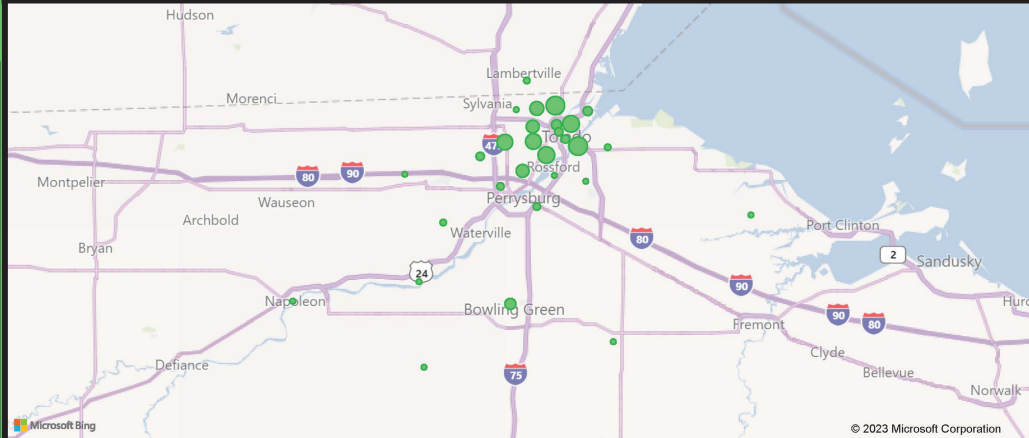 Hudson
Lambertville
Morenci
Sylvania
47
80
90
Rossford
Montpelier
Wauseon
Perrysburg
Archbold
Waterville
Port Clinton
Bryan
80
2
Sandusky
24
90
Napoleon
Bowling Green
90
80
Fremont
Clyde
Defiance
Bellevue
75
Norwalk
Microsoft Bing
© 2023 Microsoft Corporation